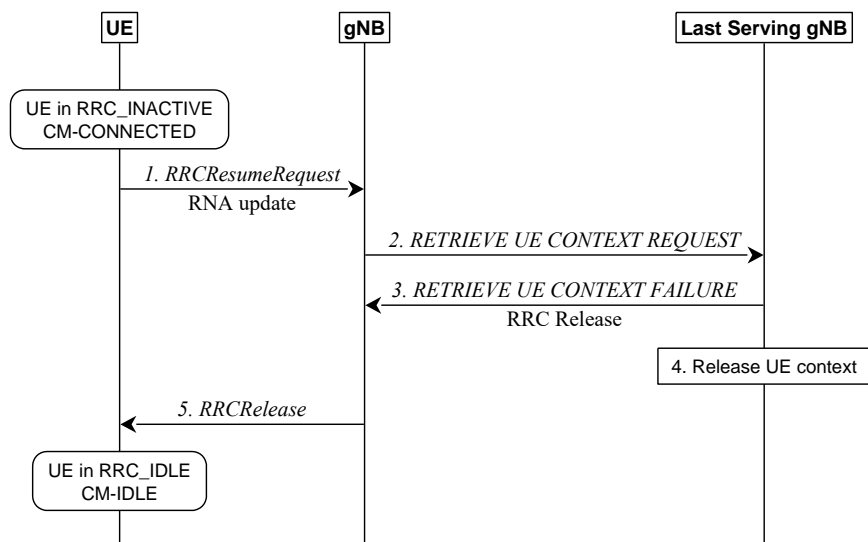 UE
gNB
Last Serving gNB
UE in RRC_INACTIVE
CM-CONNECTED
1. RRCResumeRequest
RNA update
2. RETRIEVE UE CONTEXT REQUEST
3. RETRIEVE UE CONTEXT FAILURE
RRC Release
4. Release UE context
5. RRCRelease
UE in RRC_IDLE
CM-IDLE